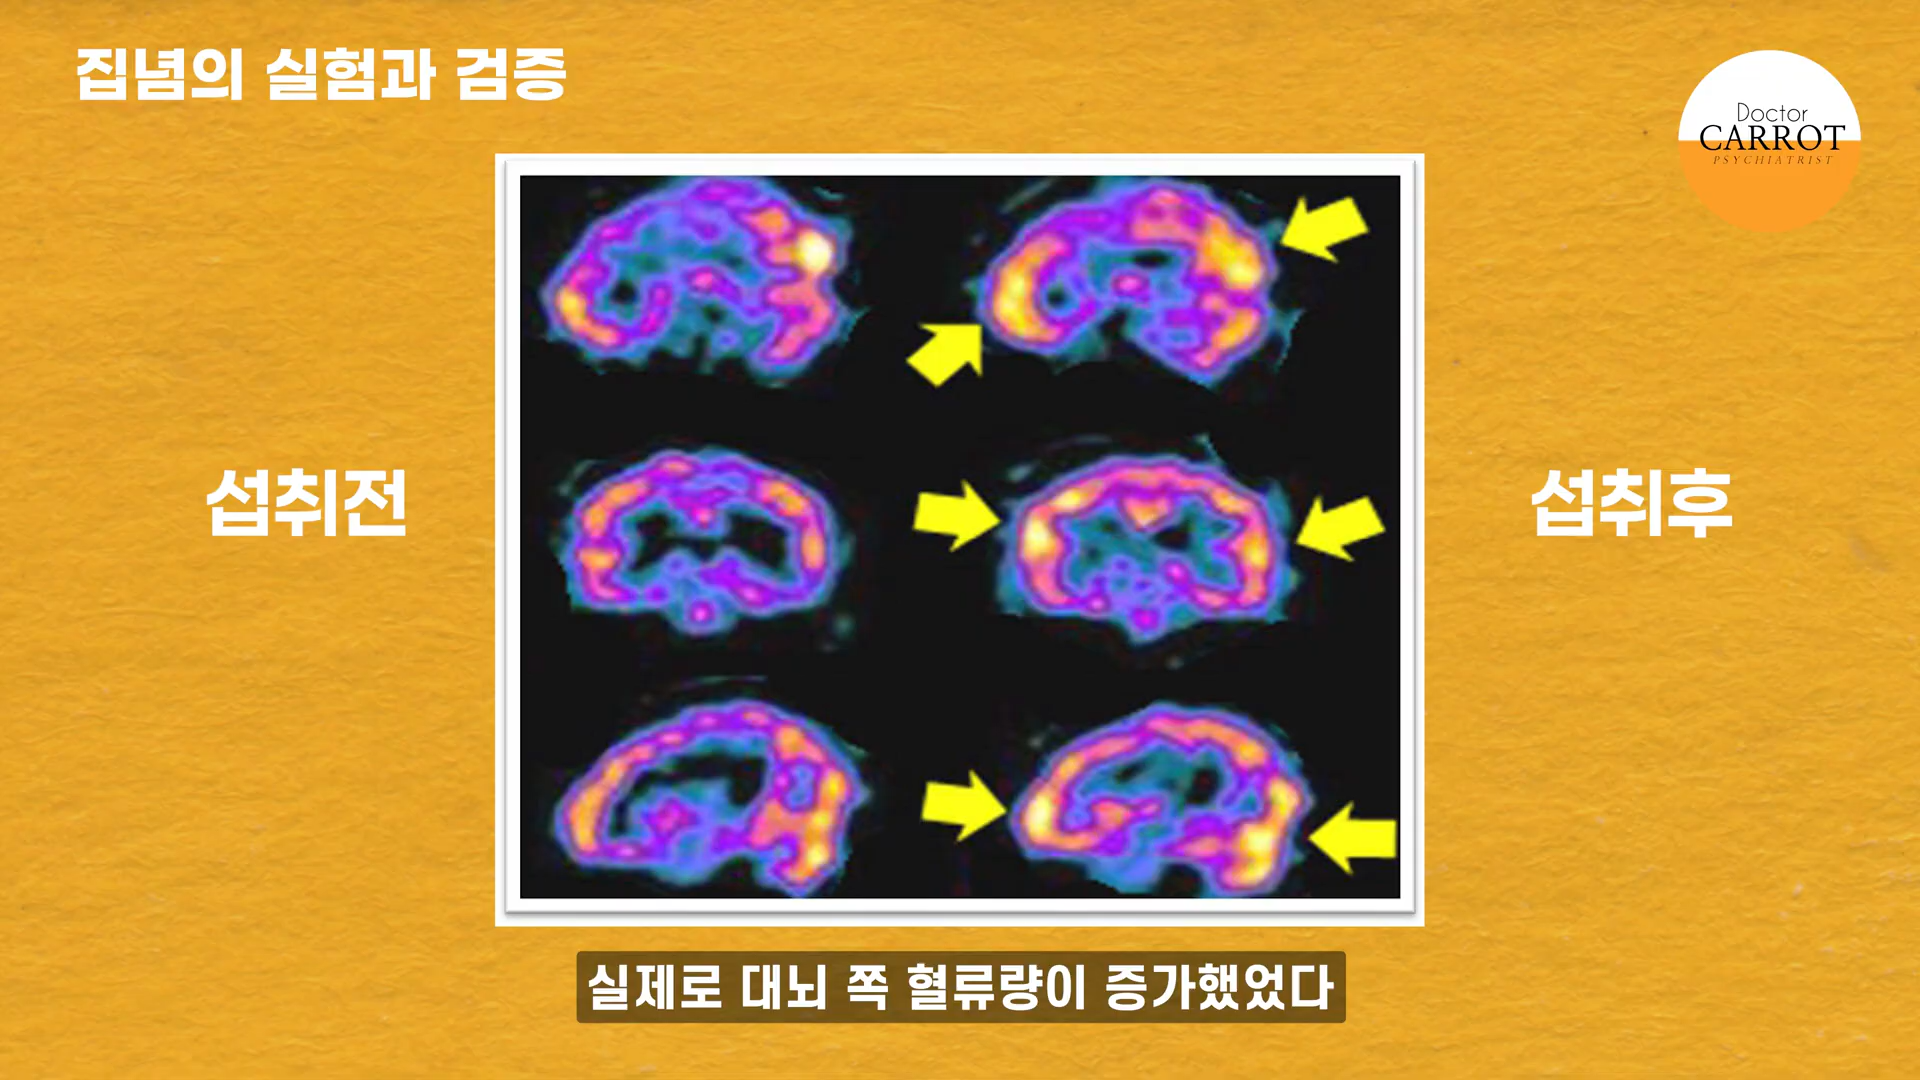 집념의 실험과 검증
Doctor
CARROT
PSYCHIATRIST
섭취전
섭취후
실제로 대뇌 쪽 혈류량이 증가했었다